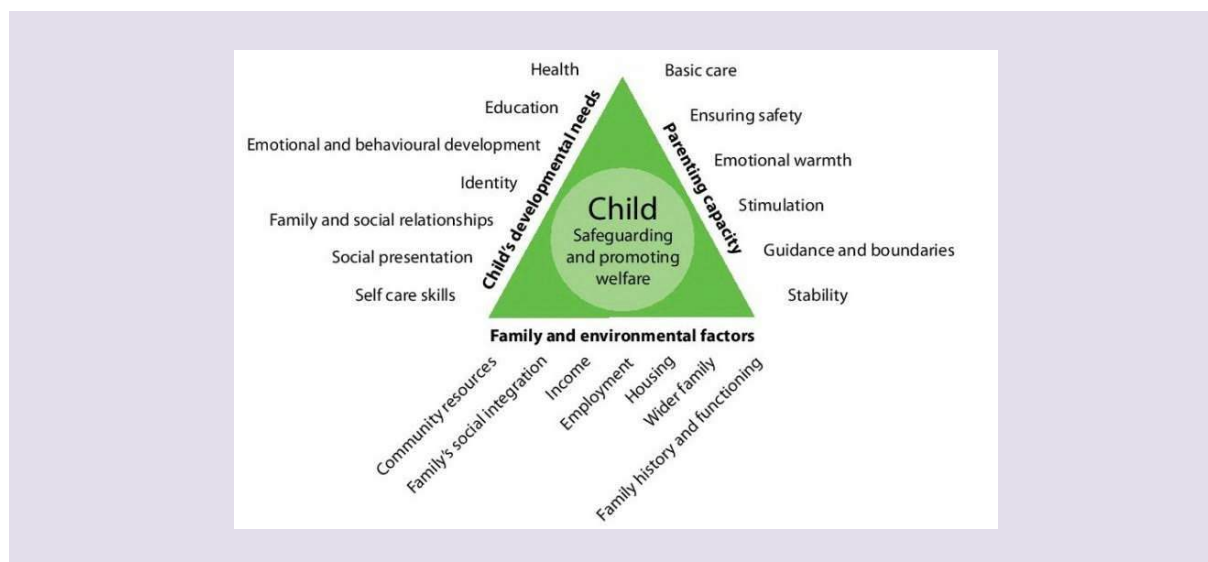 Health
Education
Emotional and behavioural development
Identity
Family and social relationships
Social presentation
Self care skills
Child's developmental needs
Child
Safeguarding
and promoting
welfare
Parenting capacity
Basic care
Ensuring safety
Emotional warmth
Stimulation
Guidance and boundaries
Stability
Family and environmental factors
Community resources
Family's social integration
Income
Employment
Housing
Wider family
Family history and functioning